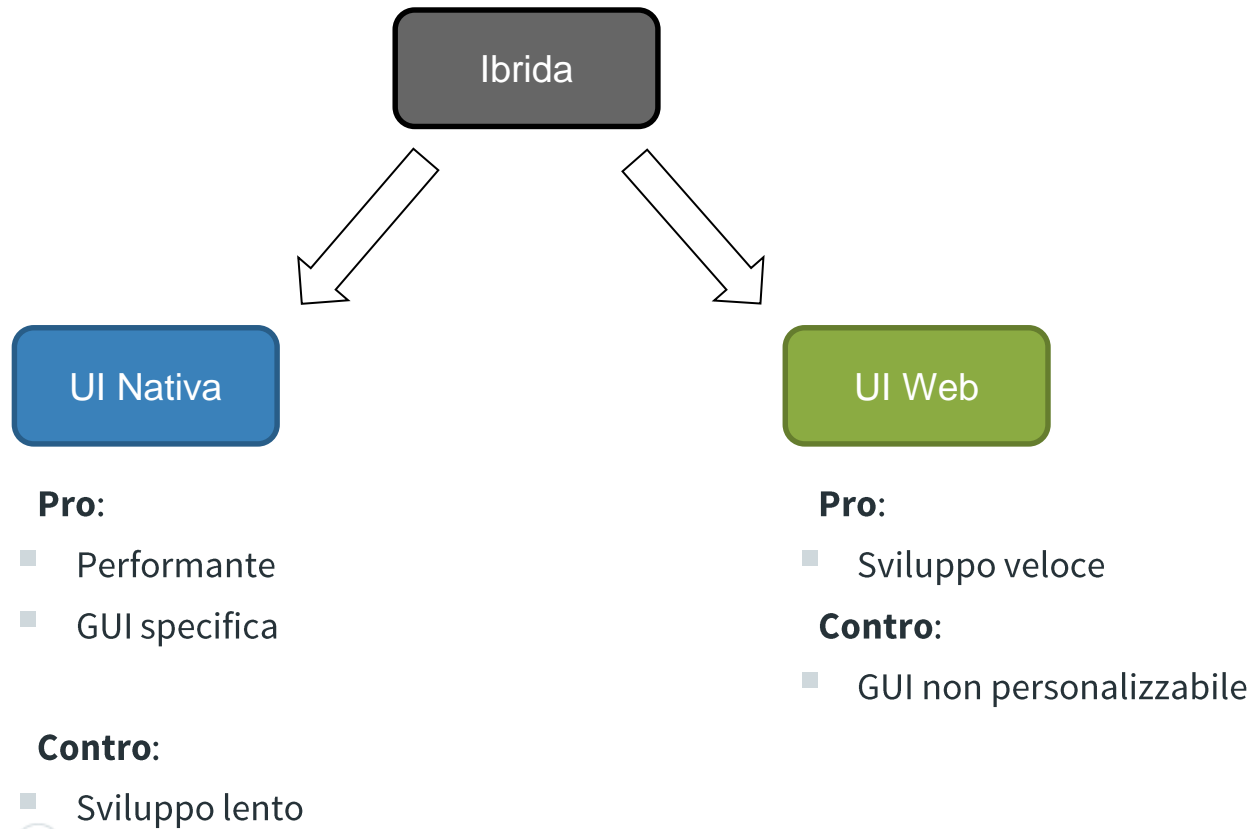 Ibrida
UI Nativa
Pro:
Performante
GUI specifica
Contro:
Sviluppo lento
UI Web
Pro:
Sviluppo veloce
Contro:
GUI non personalizzabile